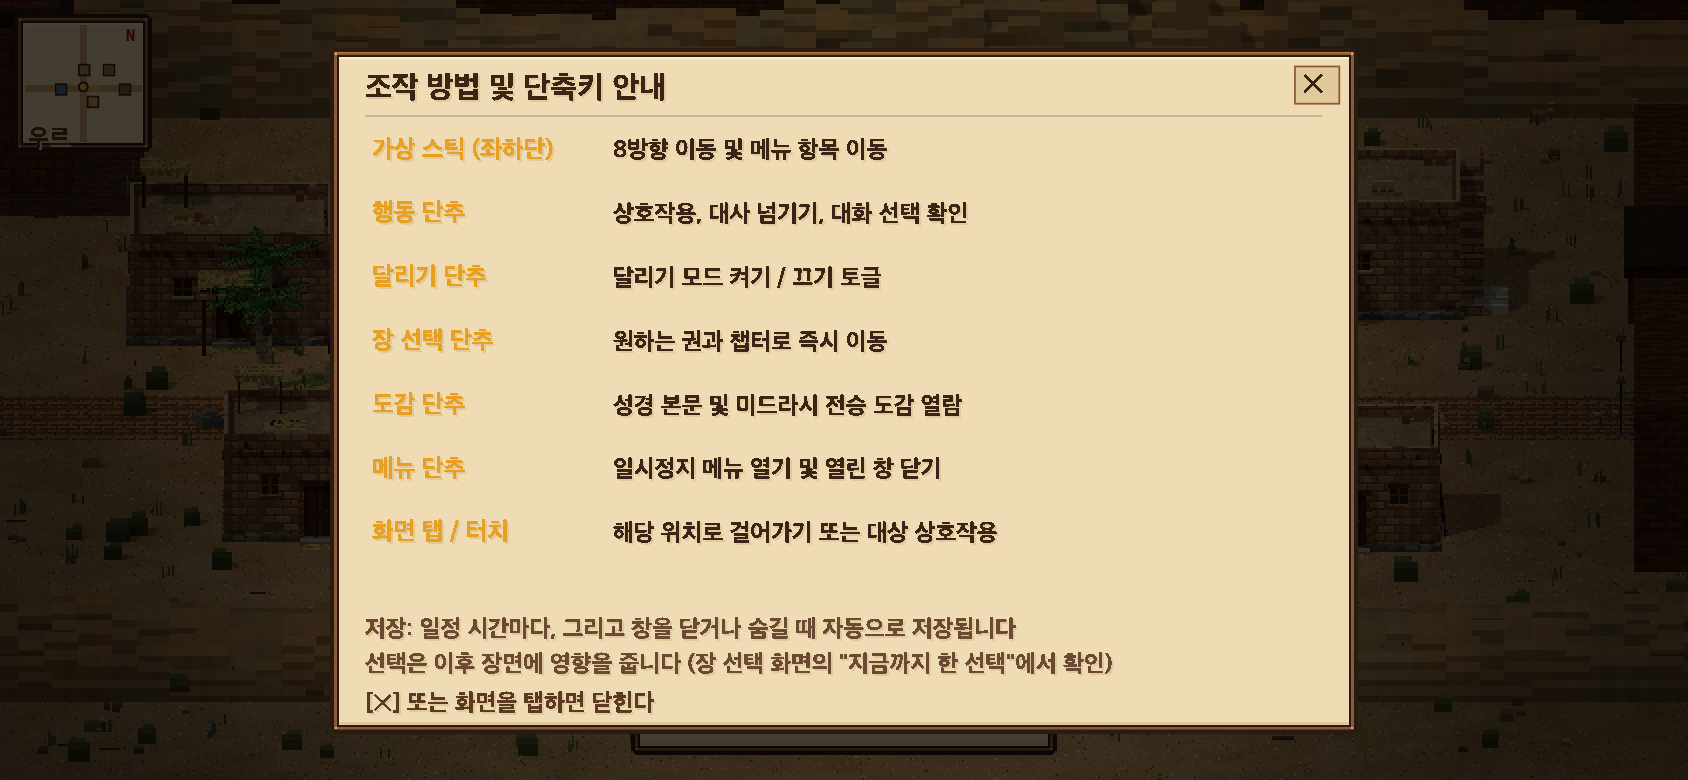 N
우르
조작 방법 및 단축키 안내
가상 스틱 (좌하단) 8방향 이동 및 메뉴 항목 이동
행동 단추 상호작용, 대사 넘기기, 대화 선택 확인
달리기 단추 달리기 모드 켜기 / 끄기 토글
장 선택 단추 원하는 권과 챕터로 즉시 이동
도감 단추 성경 본문 및 미드라시 전승 도감 열람
메뉴 단추 일시정지 메뉴 열기 및 열린 창 닫기
화면 탭 / 터치 해당 위치로 걸어가기 또는 대상 상호작용
저장: 일정 시간마다, 그리고 창을 닫거나 숨길 때 자동으로 저장됩니다
선택은 이후 장면에 영향을 줍니다 (장 선택 화면의 "지금까지 한 선택"에서 확인)
[×] 또는 화면을 탭하면 닫힌다